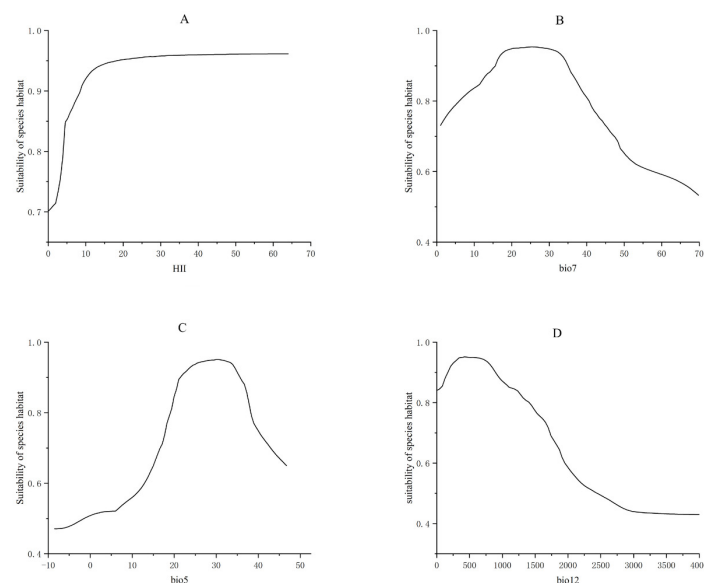 A
Suitability of species habitat
1.0
0.9
0.8
0.7
0 10 20 30 40 50 60 70
HII
B
Suitability of species habitat
1.0
0.8
0.6
0.4
0 10 20 30 40 50 60 70
bio7
C
Suitability of species habitat
1.0
0.8
0.6
0.4
-10 0 10 20 30 40 50
bio5
D
suitability of species habitat
1.0
0.8
0.6
0.4
0 500 1000 1500 2000 2500 3000 3500 4000
bio12